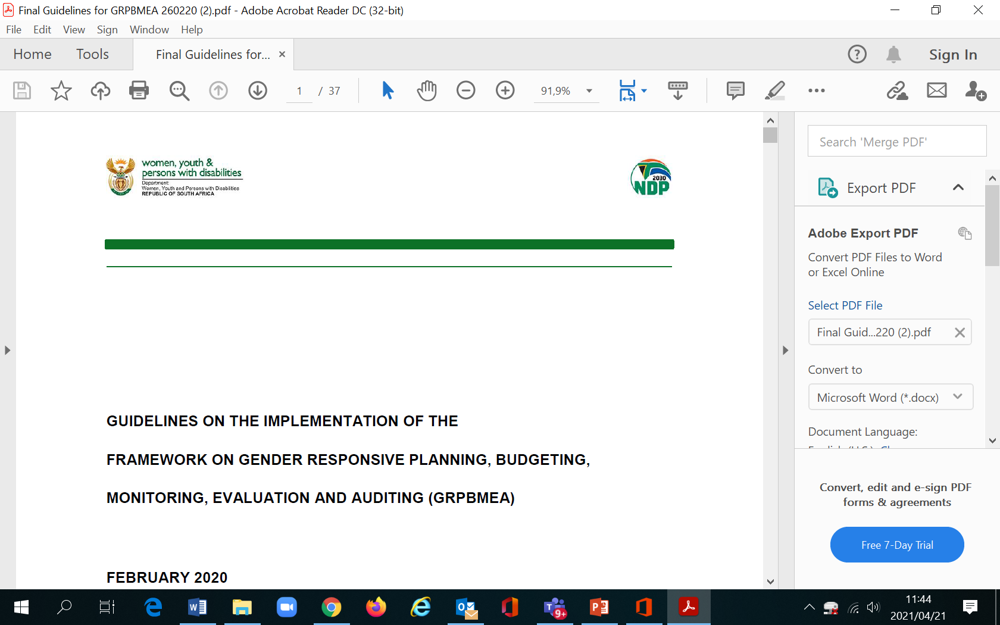 Final Guidelines for GRPBMEA 260220 (2).pdf - Adobe Acrobat Reader DC (32-bit)
File Edit View Sign Window Help
Home Tools Final Guidelines for... × Sign In
1 / 37 91,9%
women, youth &
persons with disabilities
Department:
Women, Youth and Persons with Disabilities
REPUBLIC OF SOUTH AFRICA
2030
NDP
GUIDELINES ON THE IMPLEMENTATION OF THE
FRAMEWORK ON GENDER RESPONSIVE PLANNING, BUDGETING,
MONITORING, EVALUATION AND AUDITING (GRPBMEA)
FEBRUARY 2020
Search 'Merge PDF'
Export PDF
Adobe Export PDF
Convert PDF Files to Word
or Excel Online
Select PDF File
Final Guid...220 (2).pdf
Convert to
Microsoft Word (*.docx)
Document Language:
Convert, edit and e-sign PDF
forms & agreements
Free 7-Day Trial
9+
11:44
2021/04/21